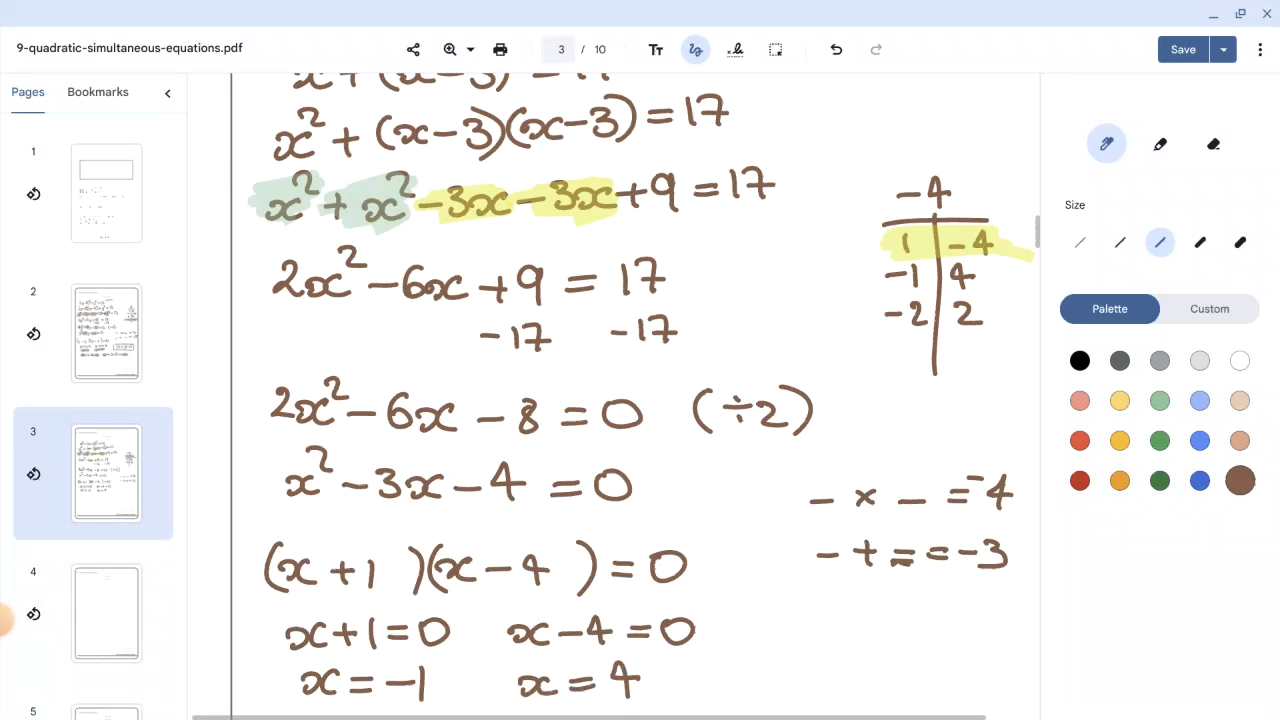 9-quadratic-simultaneous-equations.pdf
3 / 10
Save
Pages
Bookmarks
1
2
3
4
5
x² + (x-3)(x-3) = 17
x² + x² -3x -3x +9 = 17
2x² - 6x + 9 = 17
-17 -17
2x² - 6x - 8 = 0 (÷2)
x² - 3x - 4 = 0
(x + 1 )(x - 4 ) = 0
x+1 = 0 x-4 = 0
x = -1 x = 4
-4
1 -4
-1 4
-2 2
_ × _ = -4
_ + _ = -3
Size
Palette
Custom